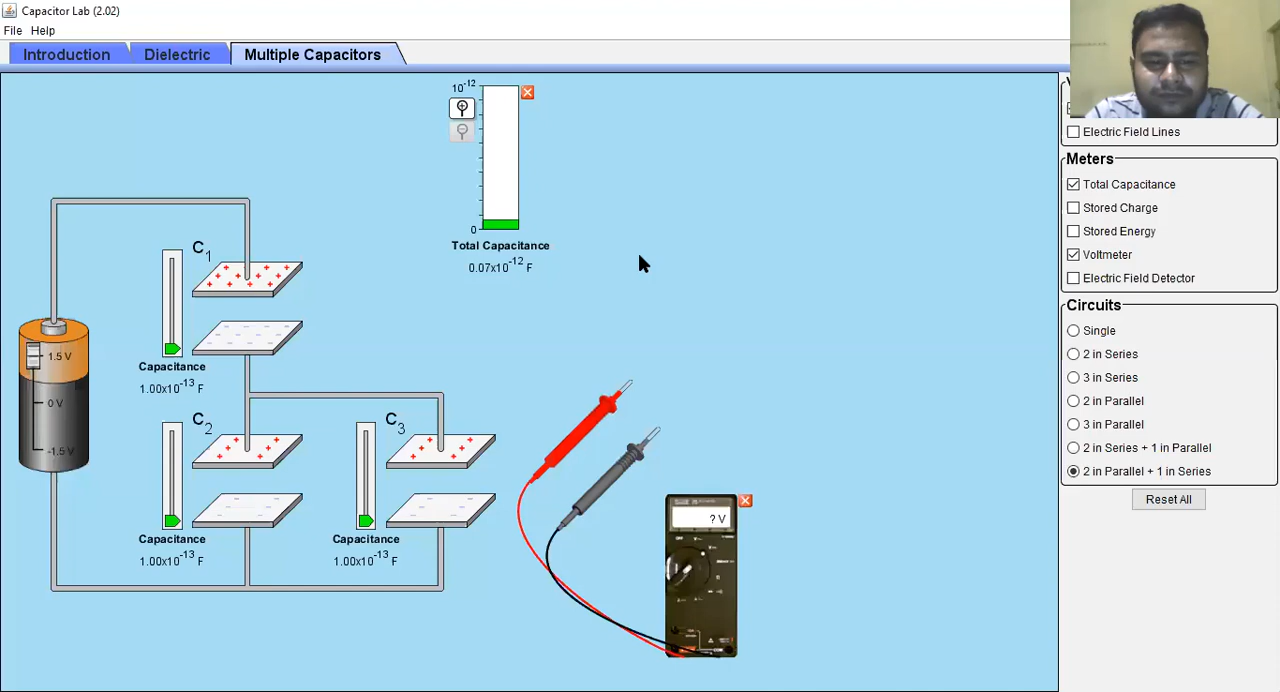 Capacitor Lab (2.02)
File Help
Introduction Dielectric Multiple Capacitors
10-12
0
Total Capacitance
0.07x10-12 F
C1
Capacitance
1.00x10-13 F
1.5 V
0 V
-1.5 V
C2
Capacitance
1.00x10-13 F
C3
Capacitance
1.00x10-13 F
? V
Electric Field Lines
Meters
Total Capacitance
Stored Charge
Stored Energy
Voltmeter
Electric Field Detector
Circuits
Single
2 in Series
3 in Series
2 in Parallel
3 in Parallel
2 in Series + 1 in Parallel
2 in Parallel + 1 in Series
Reset All